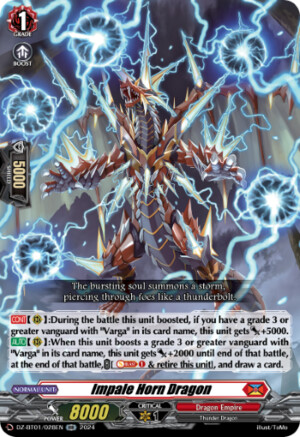 1
GRADE
BOOST
5000
SHIELD
The bursting soul summons a storm,
piercing through foes like a thunderbolt.
CONT【 】:During the battle this unit boosted, if you have a grade 3 or
greater vanguard with "Varga" in its card name, this unit gets +5000.
AUTO【 】:When this unit boosts a grade 3 or greater vanguard with
"Varga" in its card name, this unit gets +2000 until end of that battle,
at the end of that battle, & retire this unit), and draw a card.
NORMAL UNIT
Impale Horn Dragon
POWER
8000
CRITICAL
1
Dragon Empire
Thunder Dragon
DZ-BT01/028EN
2024
Illust/ToMo